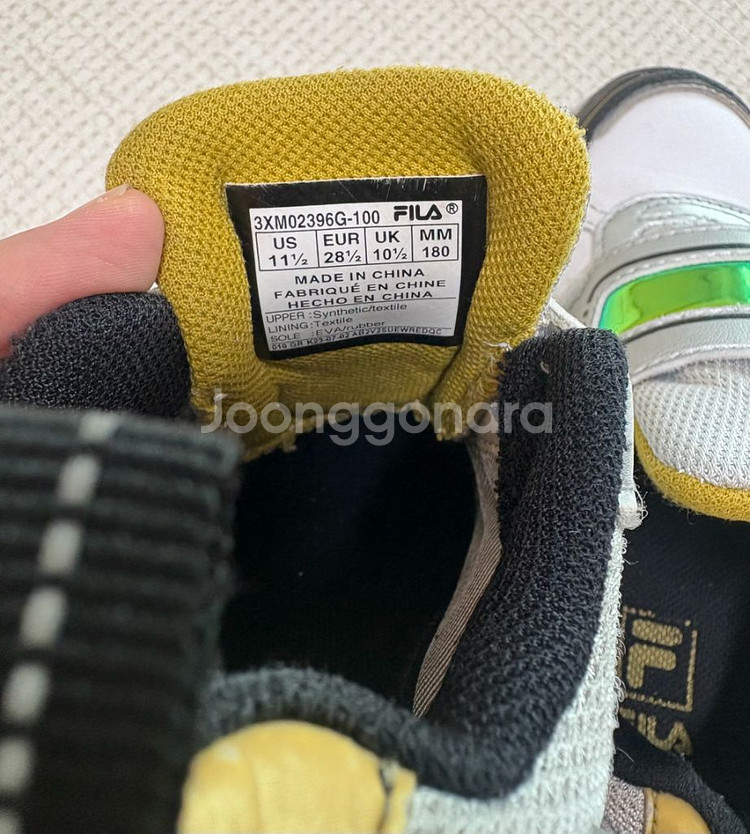 3XM02396G-100 FILA®
US EUR UK MM
11½ 28½ 10½ 180
MADE IN CHINA
FABRIQUÉ EN CHINE
HECHO EN CHINA
UPPER :Synthetic/textile
LINING:Textile
SOLE :EVA/rubber
Joonggonara